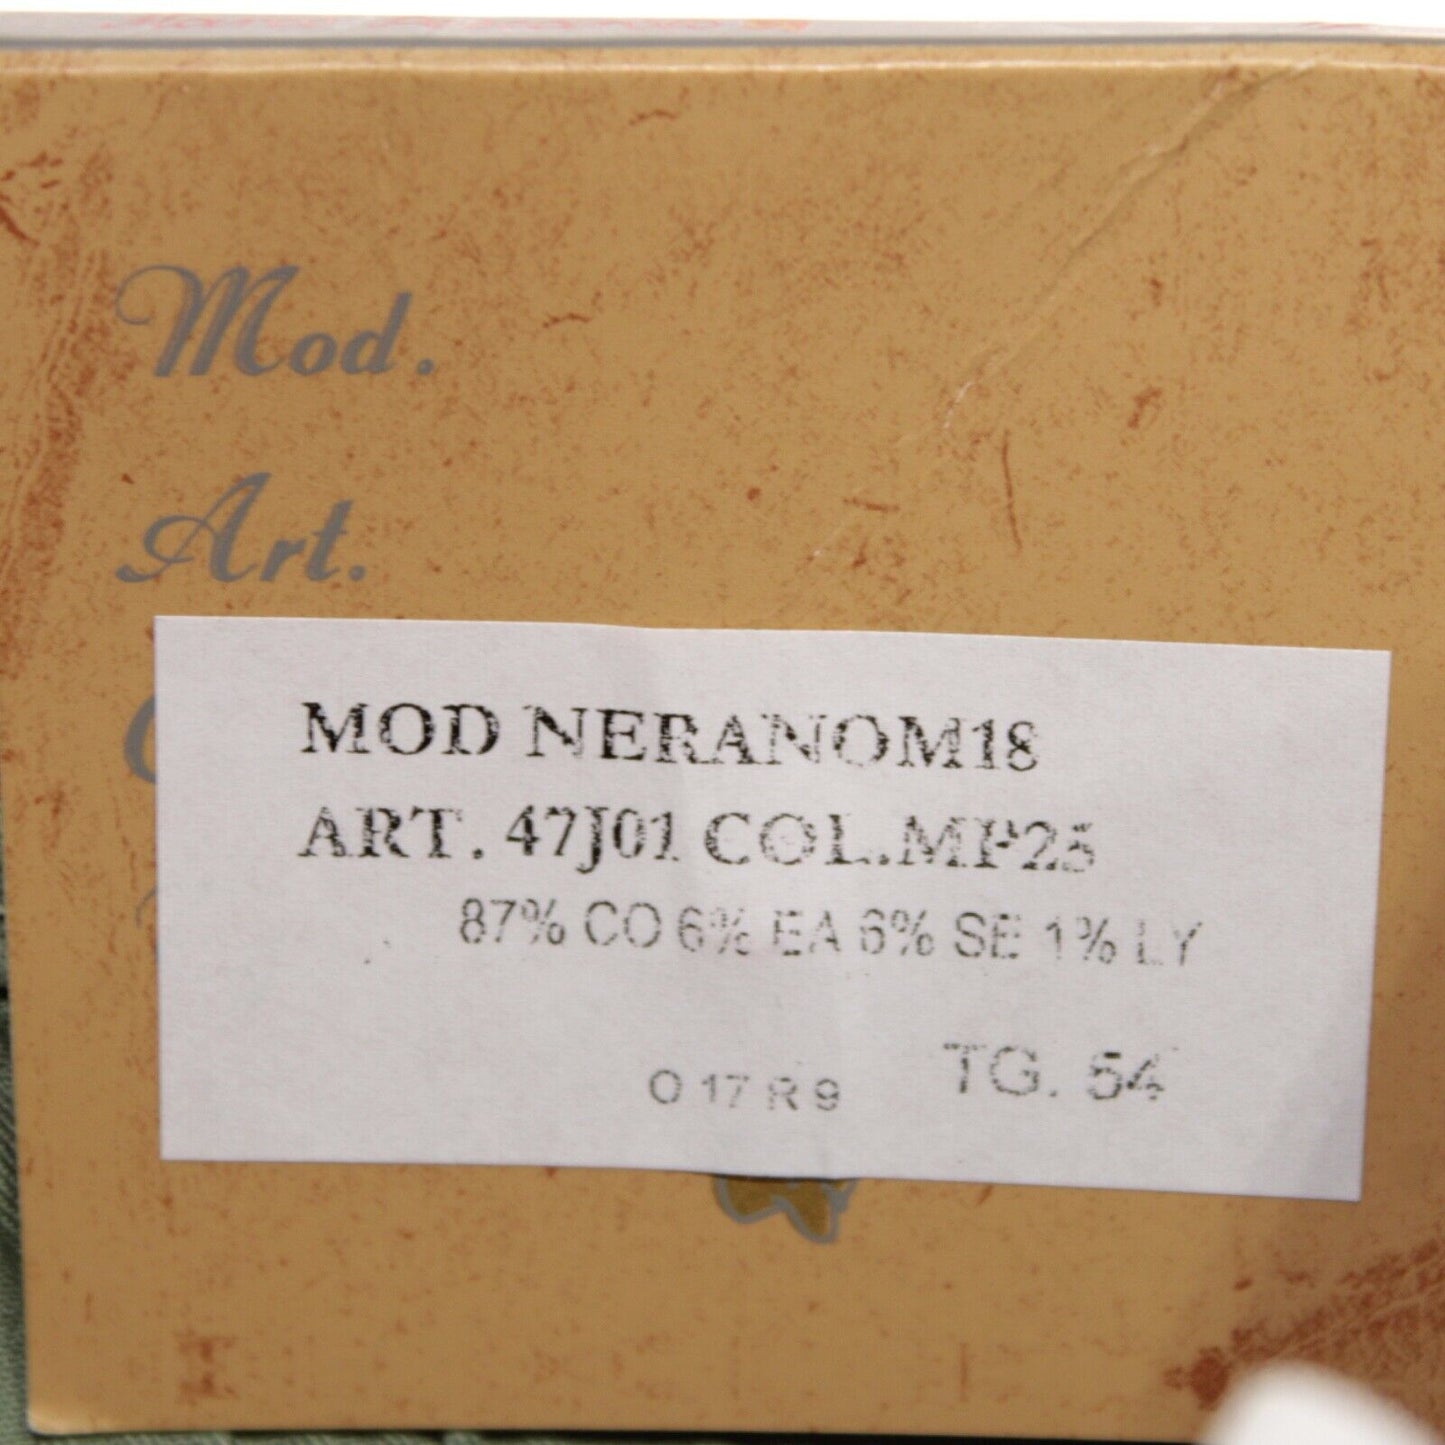 Mod.
Art.
MOD NERANOM18
ART. 47J01 COL.MP25
87% CO 6% EA 6% SE 1% LY
O 17 R 9
TG. 54